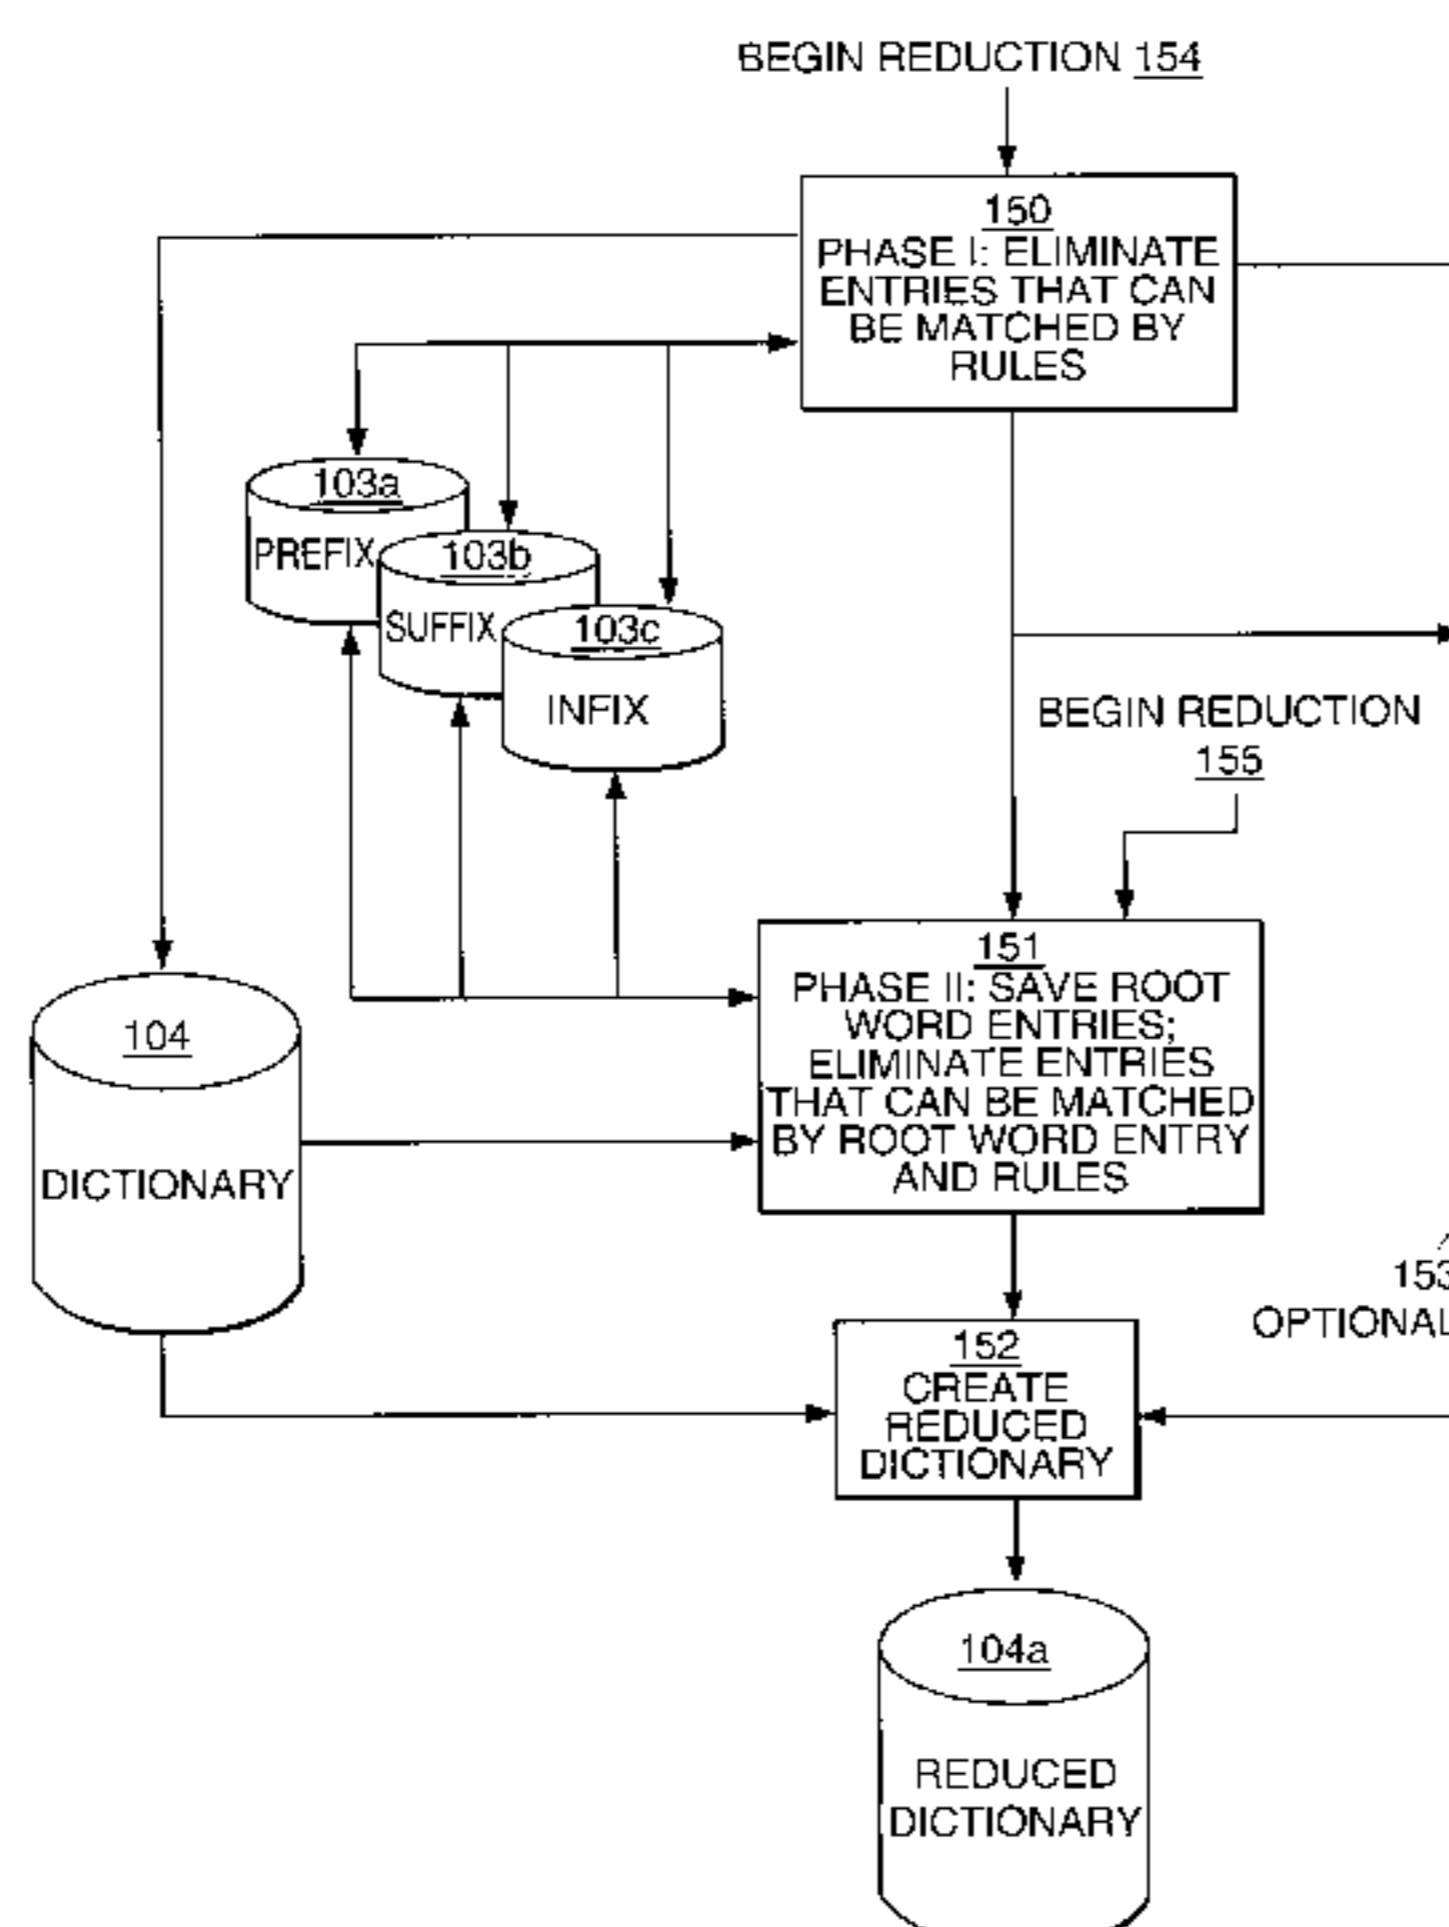 BEGIN REDUCTION 154
150
PHASE I: ELIMINATE
ENTRIES THAT CAN
BE MATCHED BY
RULES
103a
PREFIX
103b
SUFFIX
103c
INFIX
BEGIN REDUCTION
155
151
PHASE II: SAVE ROOT
WORD ENTRIES;
ELIMINATE ENTRIES
THAT CAN BE MATCHED
BY ROOT WORD ENTRY
AND RULES
104
DICTIONARY
153
OPTIONAL
152
CREATE
REDUCED
DICTIONARY
104a
REDUCED
DICTIONARY